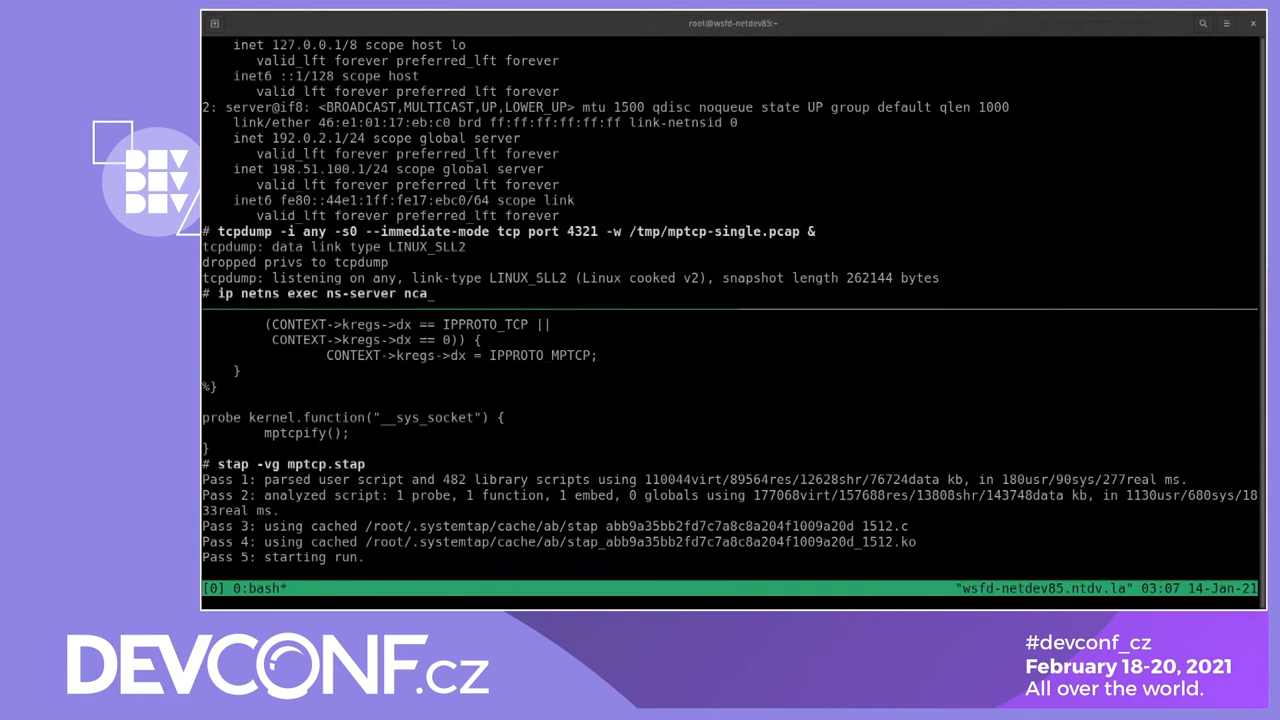 root@wsfd-netdev85:~
inet 127.0.0.1/8 scope host lo
valid_lft forever preferred_lft forever
inet6 ::1/128 scope host
valid_lft forever preferred_lft forever
2: server@if8: <BROADCAST,MULTICAST,UP,LOWER_UP> mtu 1500 qdisc noqueue state UP group default qlen 1000
link/ether 46:e1:01:17:eb:c0 brd ff:ff:ff:ff:ff:ff link-netnsid 0
inet 192.0.2.1/24 scope global server
valid_lft forever preferred_lft forever
inet 198.51.100.1/24 scope global server
valid_lft forever preferred_lft forever
inet6 fe80::44e1:1ff:fe17:ebc0/64 scope link
valid_lft forever preferred_lft forever
# tcpdump -i any -s0 --immediate-mode tcp port 4321 -w /tmp/mptcp-single.pcap &
tcpdump: data link type LINUX_SLL2
dropped privs to tcpdump
tcpdump: listening on any, link-type LINUX_SLL2 (Linux cooked v2), snapshot length 262144 bytes
# ip netns exec ns-server nca_
(CONTEXT->kregs->dx == IPPROTO_TCP ||
CONTEXT->kregs->dx == 0)) {
CONTEXT->kregs->dx = IPPROTO_MPTCP;
}
%}
probe kernel.function("__sys_socket") {
mptcpify();
}
# stap -vg mptcp.stap
Pass 1: parsed user script and 482 library scripts using 110044virt/89564res/12628shr/76724data kb, in 180usr/90sys/277real ms.
Pass 2: analyzed script: 1 probe, 1 function, 1 embed, 0 globals using 177068virt/157688res/13808shr/143748data kb, in 1130usr/680sys/18
33real ms.
Pass 3: using cached /root/.systemtap/cache/ab/stap_abb9a35bb2fd7c7a8c8a204f1009a20d_1512.c
Pass 4: using cached /root/.systemtap/cache/ab/stap_abb9a35bb2fd7c7a8c8a204f1009a20d_1512.ko
Pass 5: starting run.
[0] 0:bash* "wsfd-netdev85.ntdv.la" 03:07 14-Jan-21
DEV
DEV
DEV
DEVCONF.cz
#devconf_cz
February 18-20, 2021
All over the world.